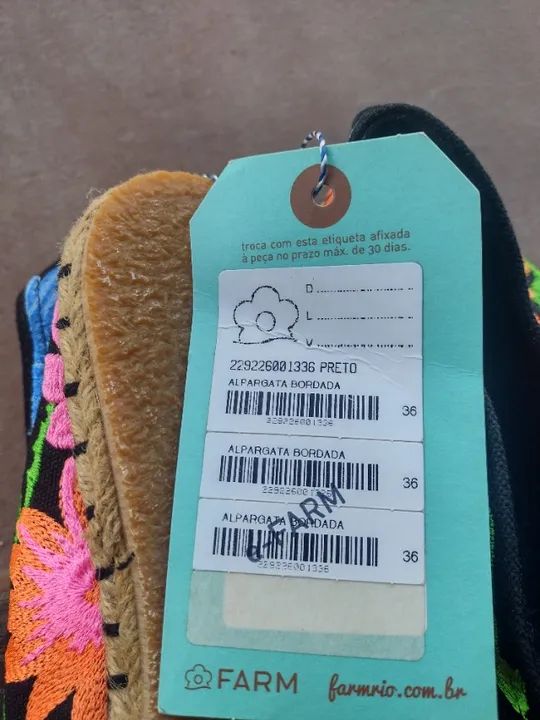 troca com esta etiqueta afixada
à peça no prazo máx. de 30 dias.
D
L
V
229226001336 PRETO
ALPARGATA BORDADA
36
229226001336
ALPARGATA BORDADA
36
229226001336
FARM
ALPARGATA BORDADA
36
229226001336
FARM
farmrio.com.br